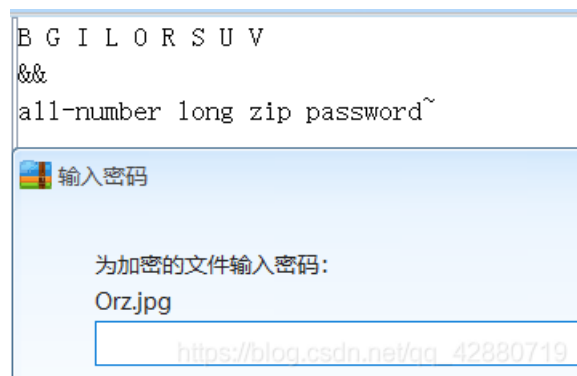 B G I L O R S U V
&&
all-number long zip password~
输入密码
为加密的文件输入密码:
Orz.jpg
https://blog.csdn.net/qq_42880719